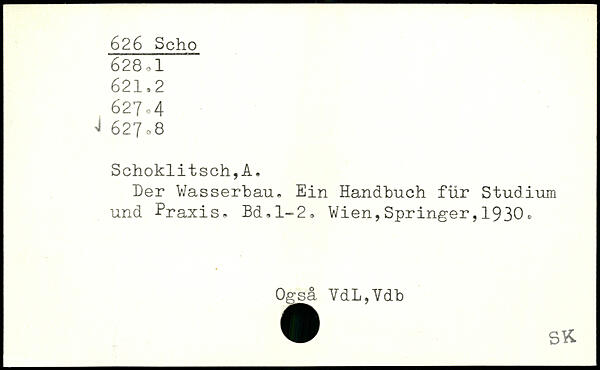 626 Scho
628.1
621.2
627.4
627.8
Schoklitsch,A.
Der Wasserbau. Ein Handbuch für Studium
und Praxis. Bd.1-2. Wien,Springer,1930.
Også VdL,Vdb
SK